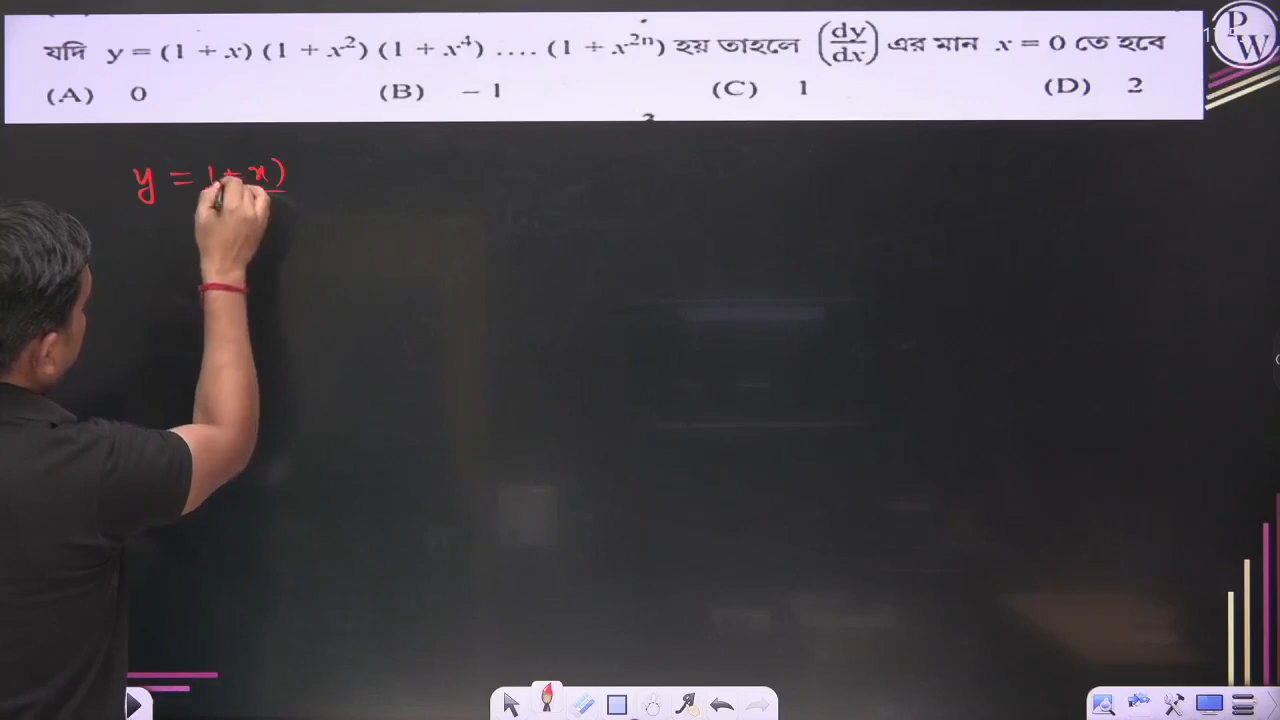 যদি y = (1 + x) (1 + x²) (1 + x⁴) .... (1 + x²ⁿ) হয় তাহলে (dy/dx) এর মান x = 0 তে হবে
(A) 0 (B) – 1 (C) 1 (D) 2
y = 1 + x)
PW